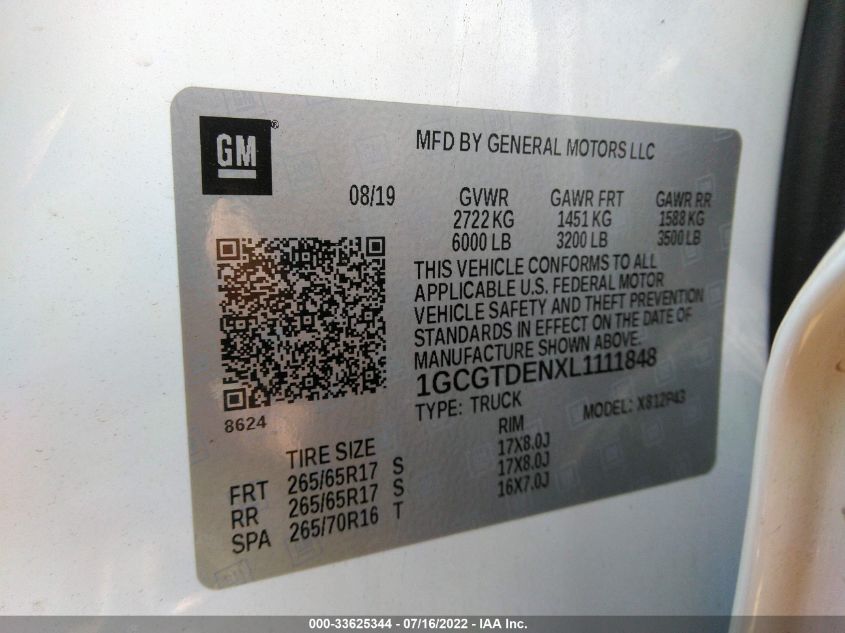 GM ®
MFD BY GENERAL MOTORS LLC
08/19 GVWR GAWR FRT GAWR RR
2722 KG 1451 KG 1588 KG
6000 LB 3200 LB 3500 LB
THIS VEHICLE CONFORMS TO ALL
APPLICABLE U.S. FEDERAL MOTOR
VEHICLE SAFETY AND THEFT PREVENTION
STANDARDS IN EFFECT ON THE DATE OF
MANUFACTURE SHOWN ABOVE.
1GCGTDENXL1111848
8624
TYPE: TRUCK MODEL: X812P43
TIRE SIZE RIM
FRT 265/65R17 S 17X8.0J
RR 265/65R17 S 17X8.0J
SPA 265/70R16 T 16X7.0J
000-33625344 - 07/16/2022 - IAA Inc.